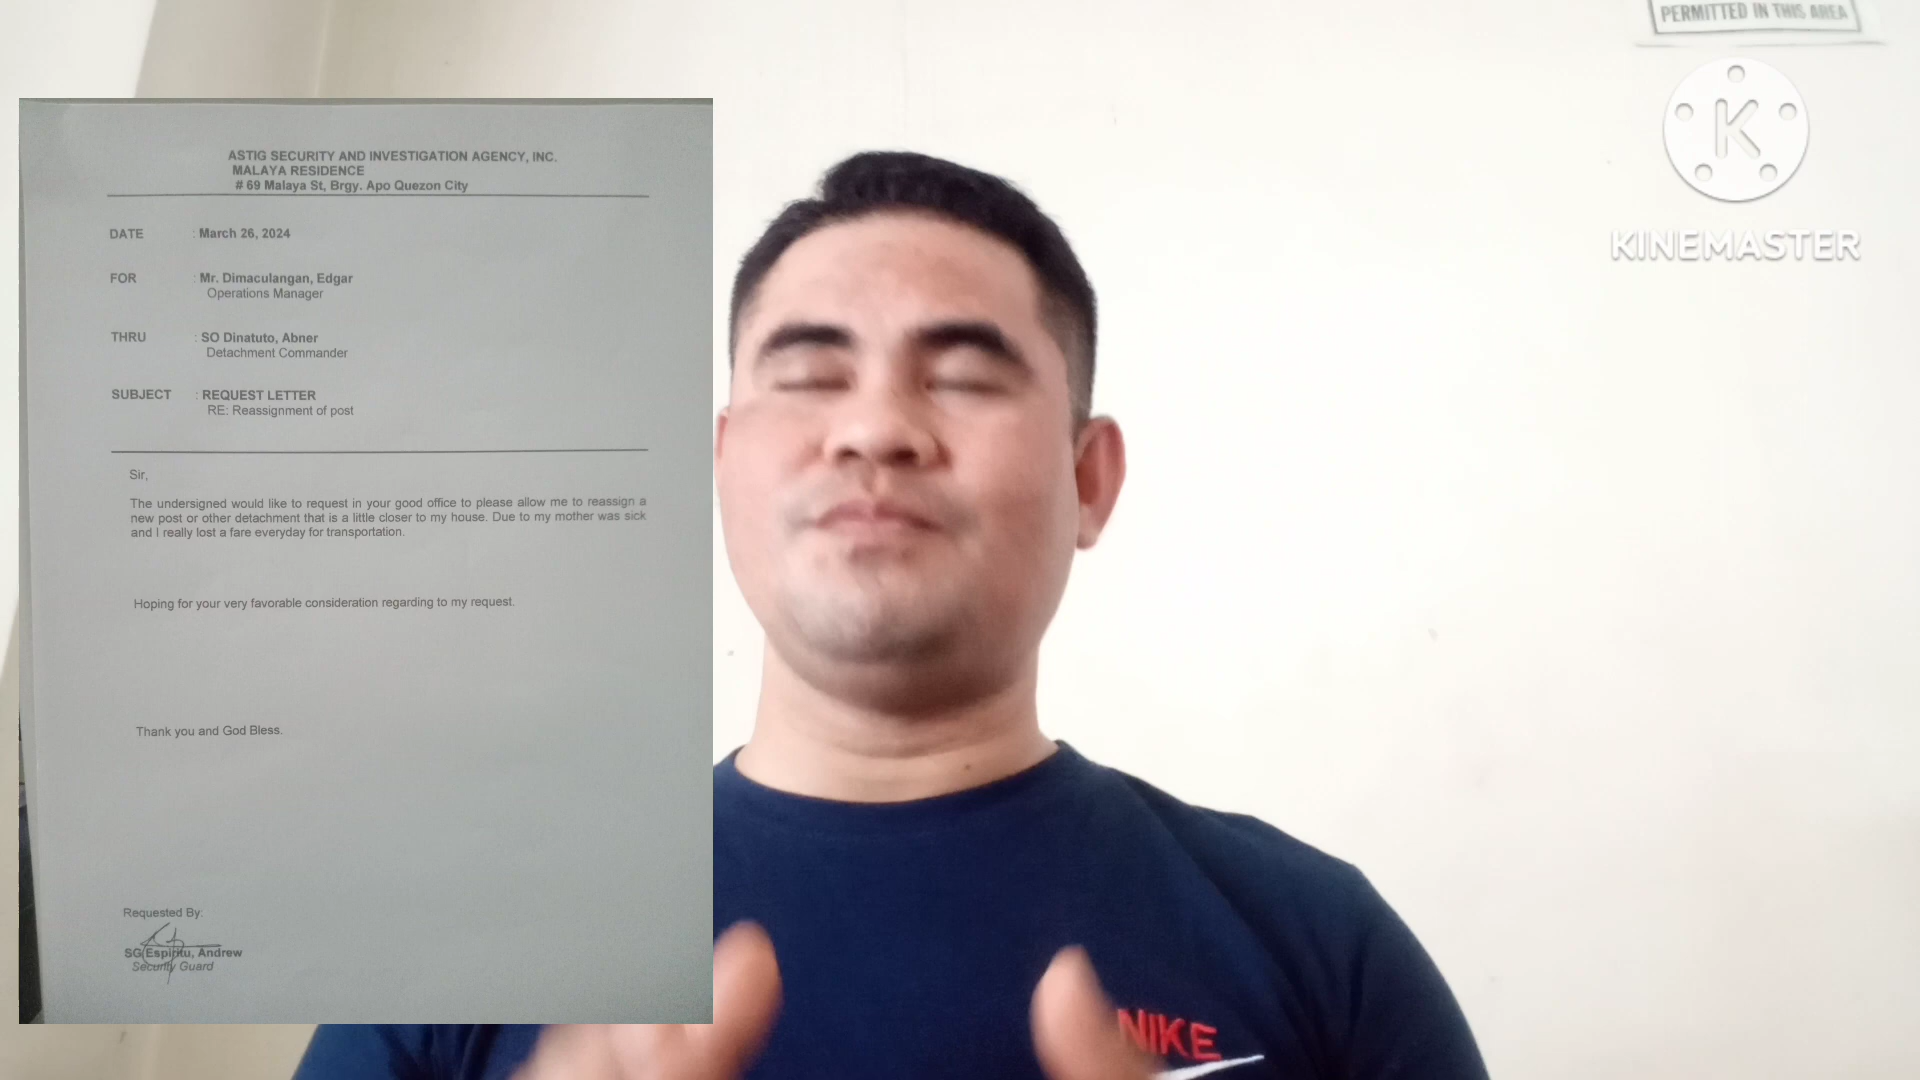 ASTIG SECURITY AND INVESTIGATION AGENCY, INC.
MALAYA RESIDENCE
# 69 Malaya St, Brgy. Apo Quezon City
DATE : March 26, 2024
FOR : Mr. Dimaculangan, Edgar
Operations Manager
THRU : SO Dinatuto, Abner
Detachment Commander
SUBJECT : REQUEST LETTER
RE: Reassignment of post
Sir,
The undersigned would like to request in your good office to please allow me to reassign a
new post or other detachment that is a little closer to my house. Due to my mother was sick
and I really lost a fare everyday for transportation.
Hoping for your very favorable consideration regarding to my request.
Thank you and God Bless.
Requested By:
SG Espiritu, Andrew
Security Guard
PERMITTED IN THIS AREA
K
KINEMASTER
NIKE